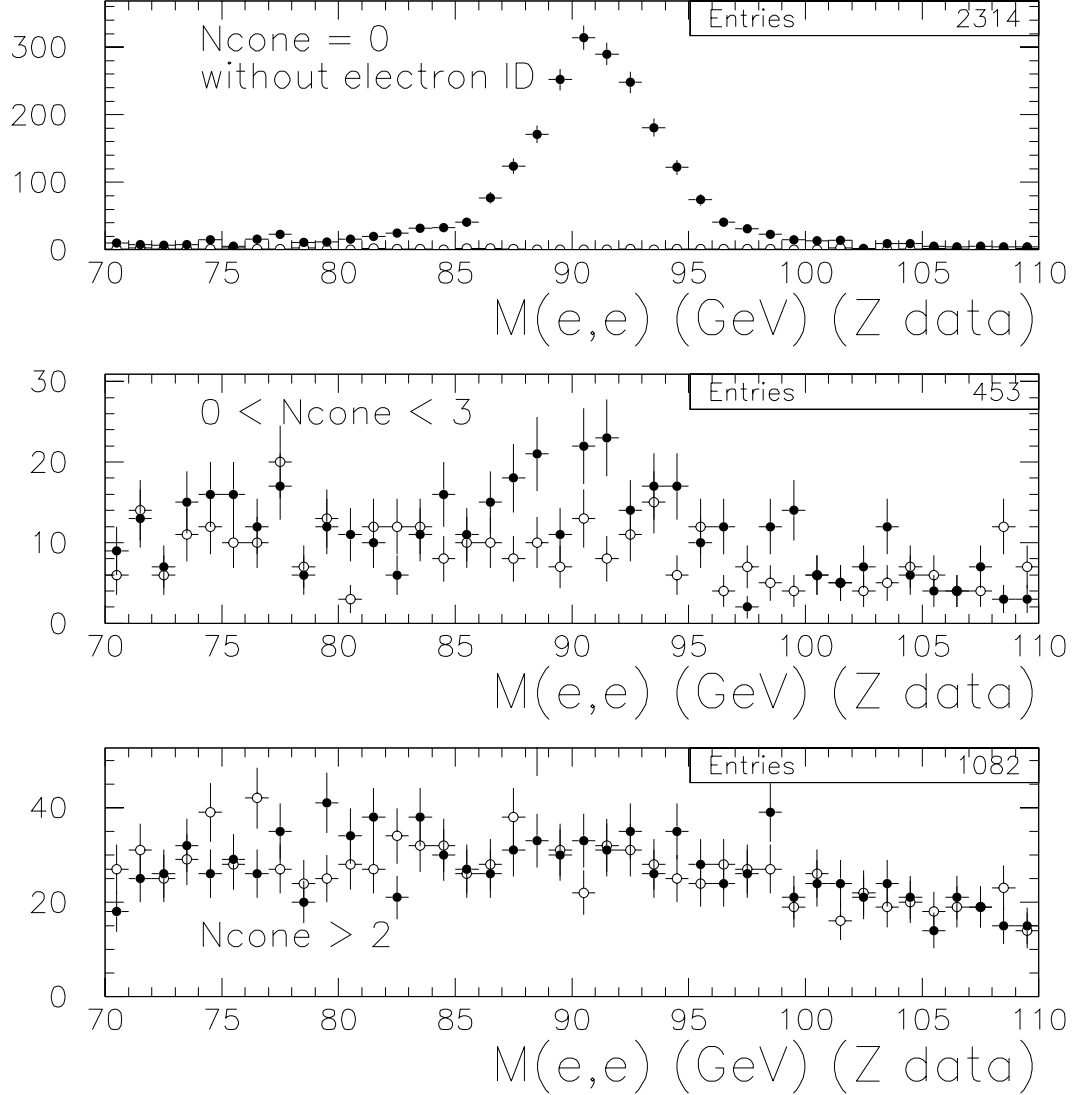 Entries 2314
Ncone = 0
without electron ID
300
200
100
0
70 75 80 85 90 95 100 105 110
M(e,e) (GeV) (Z data)
Entries 453
0 < Ncone < 3
30
20
10
0
70 75 80 85 90 95 100 105 110
M(e,e) (GeV) (Z data)
Entries 1082
40
20
Ncone > 2
0
70 75 80 85 90 95 100 105 110
M(e,e) (GeV) (Z data)